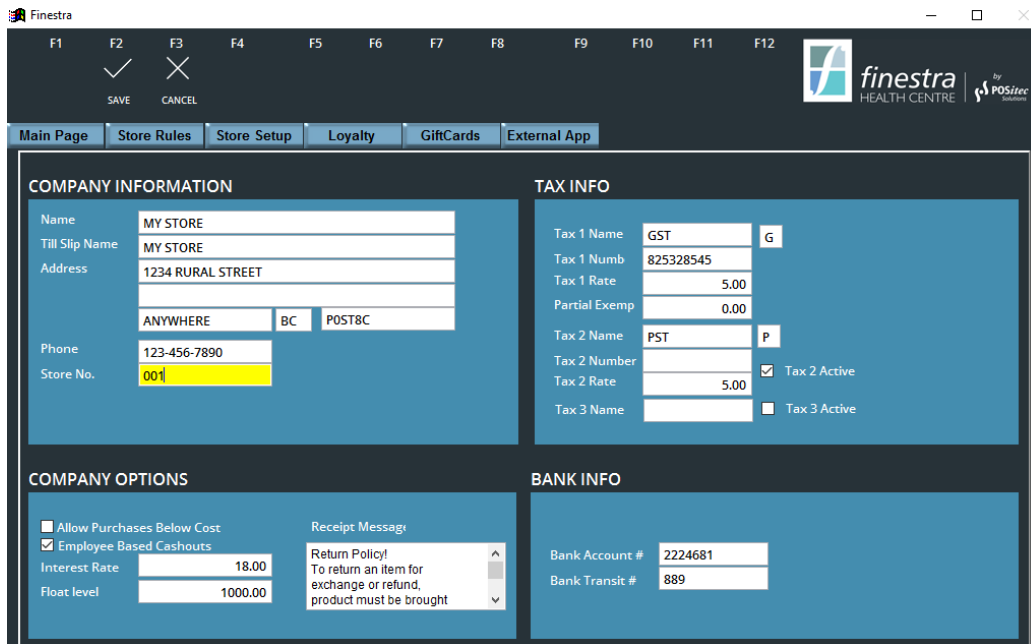 Finestra
F1 F2 F3 F4 F5 F6 F7 F8 F9 F10 F11 F12
SAVE CANCEL
finestra
HEALTH CENTRE
by
POSitec
Solutions
Main Page Store Rules Store Setup Loyalty GiftCards External App
COMPANY INFORMATION
Name MY STORE
Till Slip Name MY STORE
Address 1234 RURAL STREET
ANYWHERE BC P0ST8C
Phone 123-456-7890
Store No. 001
TAX INFO
Tax 1 Name GST G
Tax 1 Numb 825328545
Tax 1 Rate 5.00
Partial Exemp 0.00
Tax 2 Name PST P
Tax 2 Number Tax 2 Active
Tax 2 Rate 5.00
Tax 3 Name Tax 3 Active
COMPANY OPTIONS
Allow Purchases Below Cost
Employee Based Cashouts
Interest Rate 18.00
Float level 1000.00
Receipt Message
Return Policy!
To return an item for
exchange or refund,
product must be brought
BANK INFO
Bank Account # 2224681
Bank Transit # 889